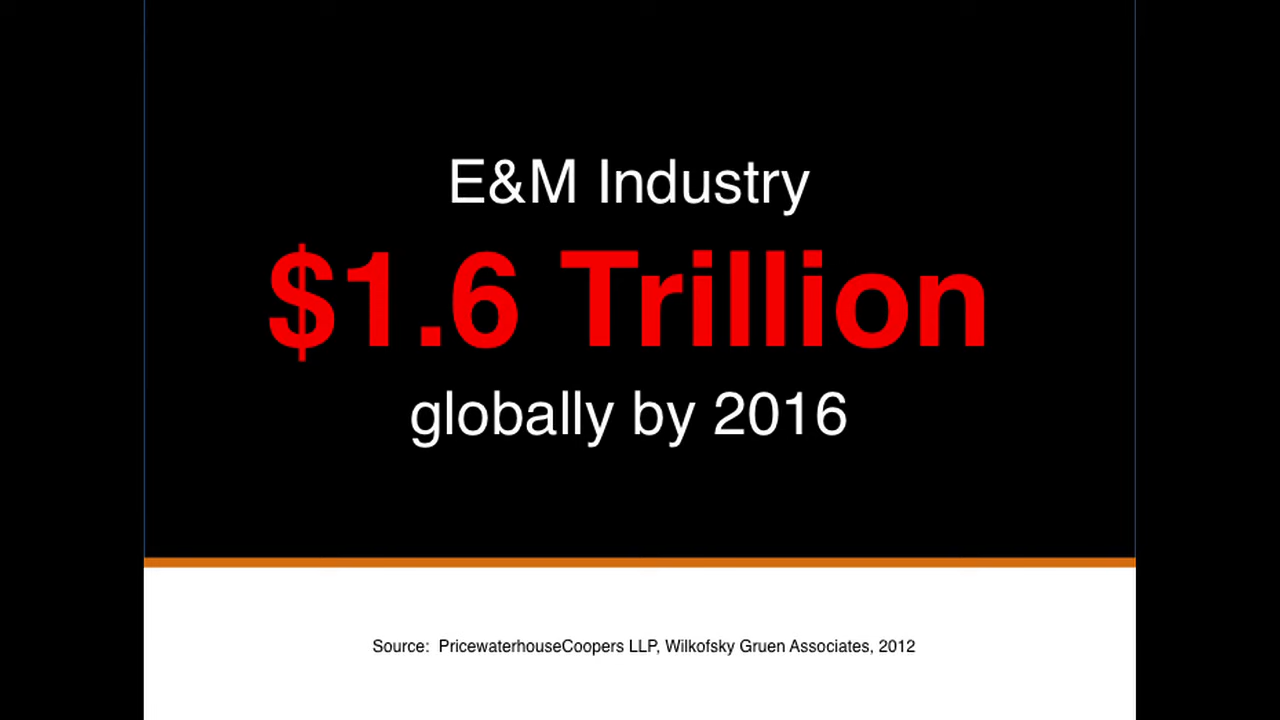 E&M Industry
$1.6 Trillion
globally by 2016
Source: PricewaterhouseCoopers LLP, Wilkofsky Gruen Associates, 2012